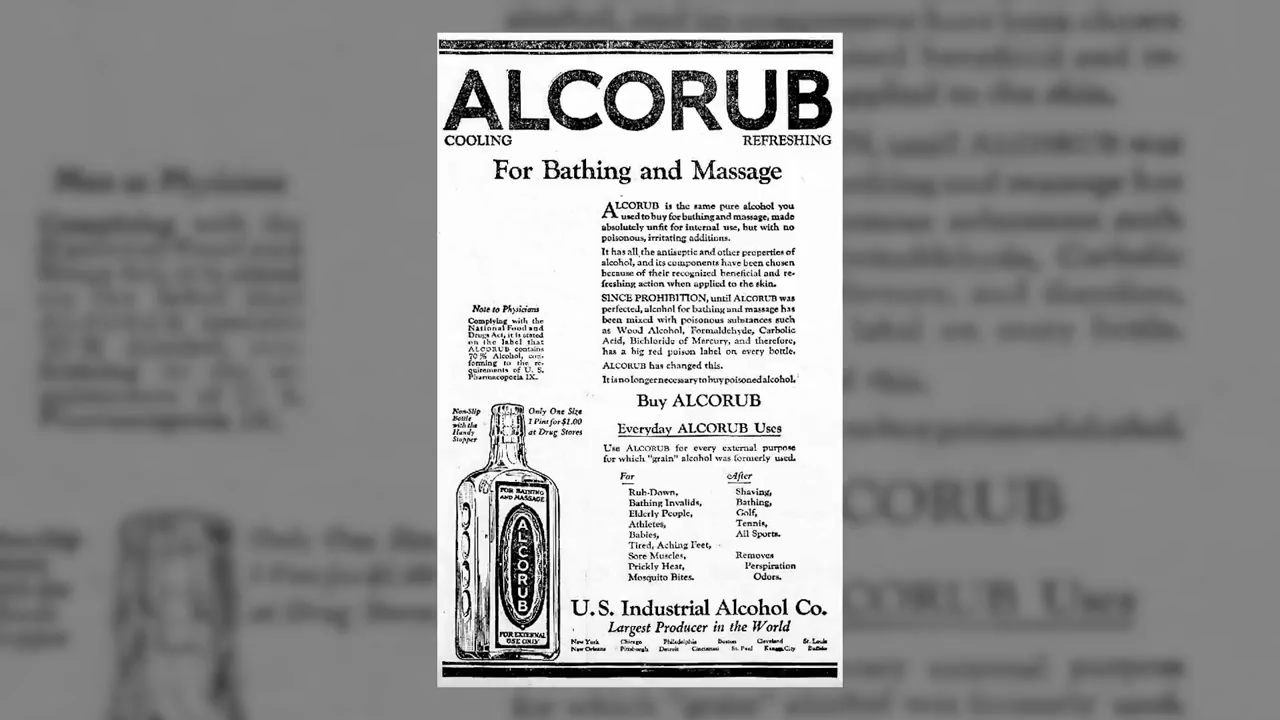 ALCORUB
COOLING REFRESHING
For Bathing and Massage
ALCORUB is the same pure alcohol you
used to buy for bathing and massage, made
absolutely unfit for internal use, but with no
poisonous, irritating additions.
It has all the antiseptic and other properties of
alcohol, and its components have been chosen
because of their recognized beneficial and re-
freshing action when applied to the skin.
SINCE PROHIBITION, until ALCORUB was
perfected, alcohol for bathing and massage has
been mixed with poisonous substances such
as Wood Alcohol, Formaldehyde, Carbolic
Acid, Bichloride of Mercury, and therefore,
has a big red poison label on every bottle.
ALCORUB has changed this.
It is no longer necessary to buy poisoned alcohol.
Note to Physicians
Complying with the
National Food and
Drugs Act, it is stated
on the label that
ALCORUB contains
70% Alcohol, con-
forming to the re-
quirements of U. S.
Pharmacopoeia IX.
Buy ALCORUB
Everyday ALCORUB Uses
Use ALCORUB for every external purpose
for which "grain" alcohol was formerly used.
For
Rub-Down,
Bathing Invalids,
Elderly People,
Athletes,
Babies,
Tired, Aching Feet,
Sore Muscles,
Prickly Heat,
Mosquito Bites.
After
Shaving,
Bathing,
Golf,
Tennis,
All Sports.
Removes
Perspiration
Odors.
Non-Slip
Bottle
with the
Handy
Stopper
Only One Size
1 Pint for $1.00
at Drug Stores
FOR BATHING
AND MASSAGE
ALCORUB
FOR EXTERNAL
USE ONLY
U. S. Industrial Alcohol Co.
Largest Producer in the World
New York Chicago Philadelphia Boston Cleveland St. Louis
New Orleans Pittsburgh Detroit Cincinnati St. Paul Kansas City Buffalo